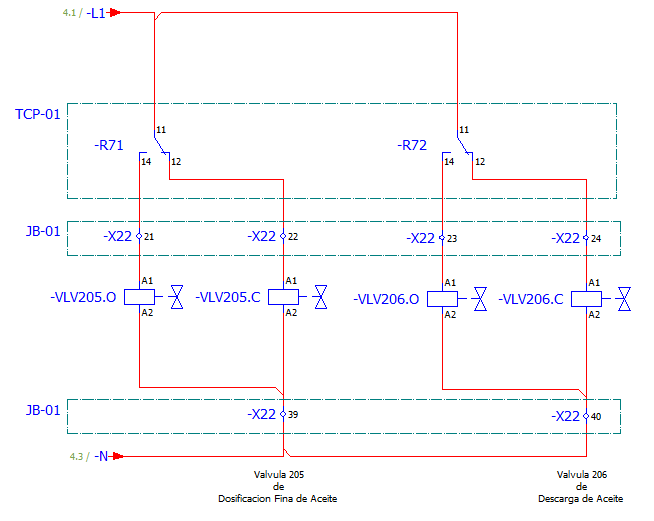 4.1 / -L1
TCP-01
11 11
-R71 -R72
14 12 14 12
JB-01
-X22 21 -X22 22 -X22 23 -X22 24
A1 A1 A1 A1
-VLV205.O -VLV205.C -VLV206.O -VLV206.C
A2 A2 A2 A2
JB-01
-X22 39 -X22 40
4.3 / -N
Valvula 205 Valvula 206
de de
Dosificacion Fina de Aceite Descarga de Aceite